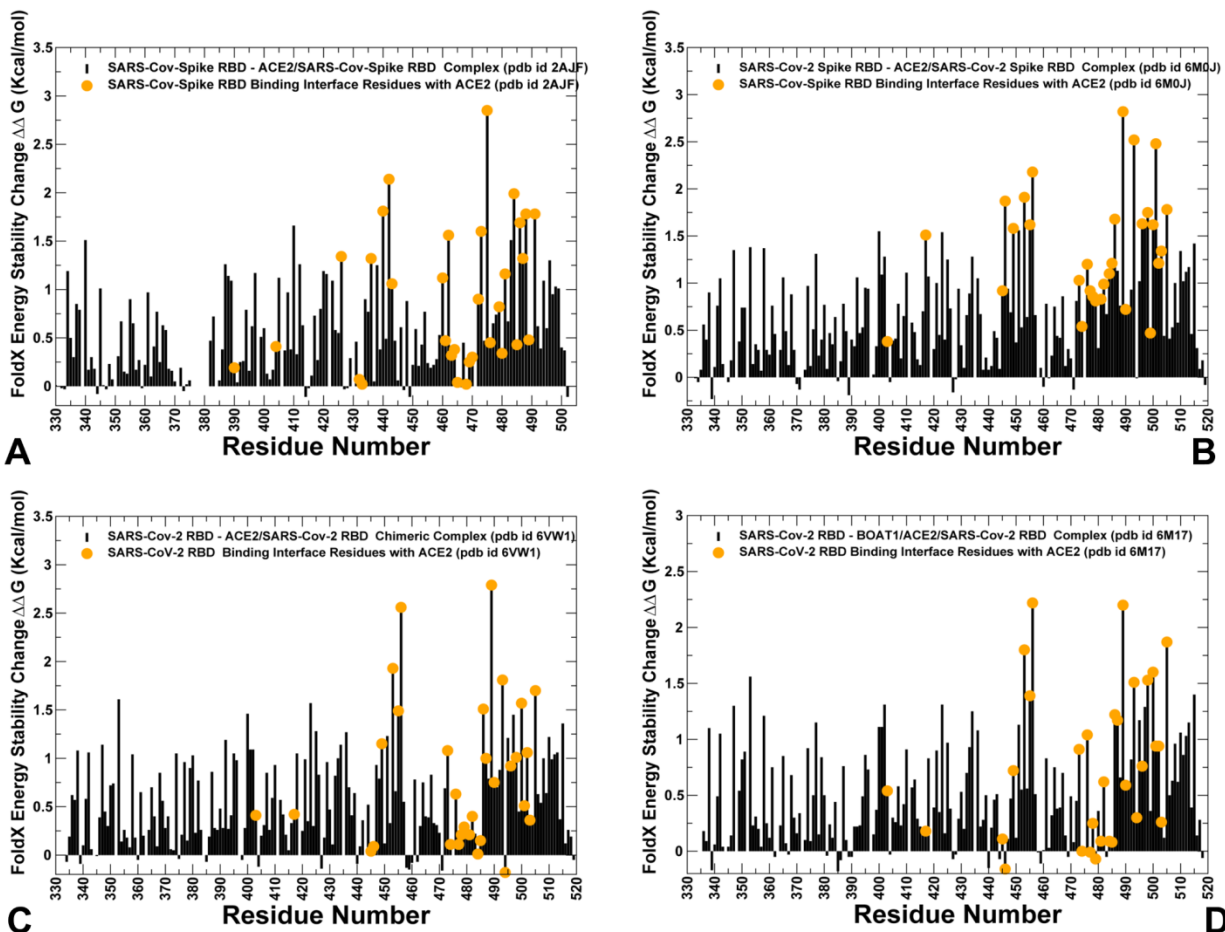 A
FoldX Energy Stability Change ΔΔ G (Kcal/mol)
3.5
3
2.5
2
1.5
1
0.5
0
SARS-Cov-Spike RBD - ACE2/SARS-Cov-Spike RBD Complex (pdb id 2AJF)
SARS-Cov-Spike RBD Binding Interface Residues with ACE2 (pdb id 2AJF)
330 340 350 360 370 380 390 400 410 420 430 440 450 460 470 480 490 500
Residue Number
B
FoldX Energy Stability Change ΔΔ G (Kcal/mol)
3.5
3
2.5
2
1.5
1
0.5
0
SARS-Cov-2 Spike RBD - ACE2/SARS-Cov-2 Spike RBD Complex (pdb id 6M0J)
SARS-Cov-Spike RBD Binding Interface Residues with ACE2 (pdb id 6M0J)
330 340 350 360 370 380 390 400 410 420 430 440 450 460 470 480 490 500 510 520
Residue Number
C
FoldX Energy Stability Change ΔΔ G (Kcal/mol)
3.5
3
2.5
2
1.5
1
0.5
0
SARS-Cov-2 RBD - ACE2/SARS-Cov-2 RBD Chimeric Complex (pdb id 6VW1)
SARS-CoV-2 RBD Binding Interface Residues with ACE2 (pdb id 6VW1)
330 340 350 360 370 380 390 400 410 420 430 440 450 460 470 480 490 500 510 520
Residue Number
D
FoldX Energy Stability Change ΔΔ G (Kcal/mol)
3
2.5
2
1.5
1
0.5
0
SARS-Cov-2 RBD - BOAT1/ACE2/SARS-Cov-2 RBD Complex (pdb id 6M17)
SARS-CoV-2 RBD Binding Interface Residues with ACE2 (pdb id 6M17)
330 340 350 360 370 380 390 400 410 420 430 440 450 460 470 480 490 500 510 520
Residue Number